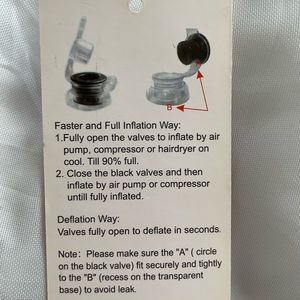 B
Faster and Full Inflation Way:
1.Fully open the valves to inflate by air
pump, compressor or hairdryer on
cool. Till 90% full.
2. Close the black valves and then
inflate by air pump or compressor
untill fully inflated.
Deflation Way:
Valves fully open to deflate in seconds.
Note: Please make sure the "A" ( circle
on the black valve) fit securely and tightly
to the "B" (recess on the transparent
base) to avoid leak.